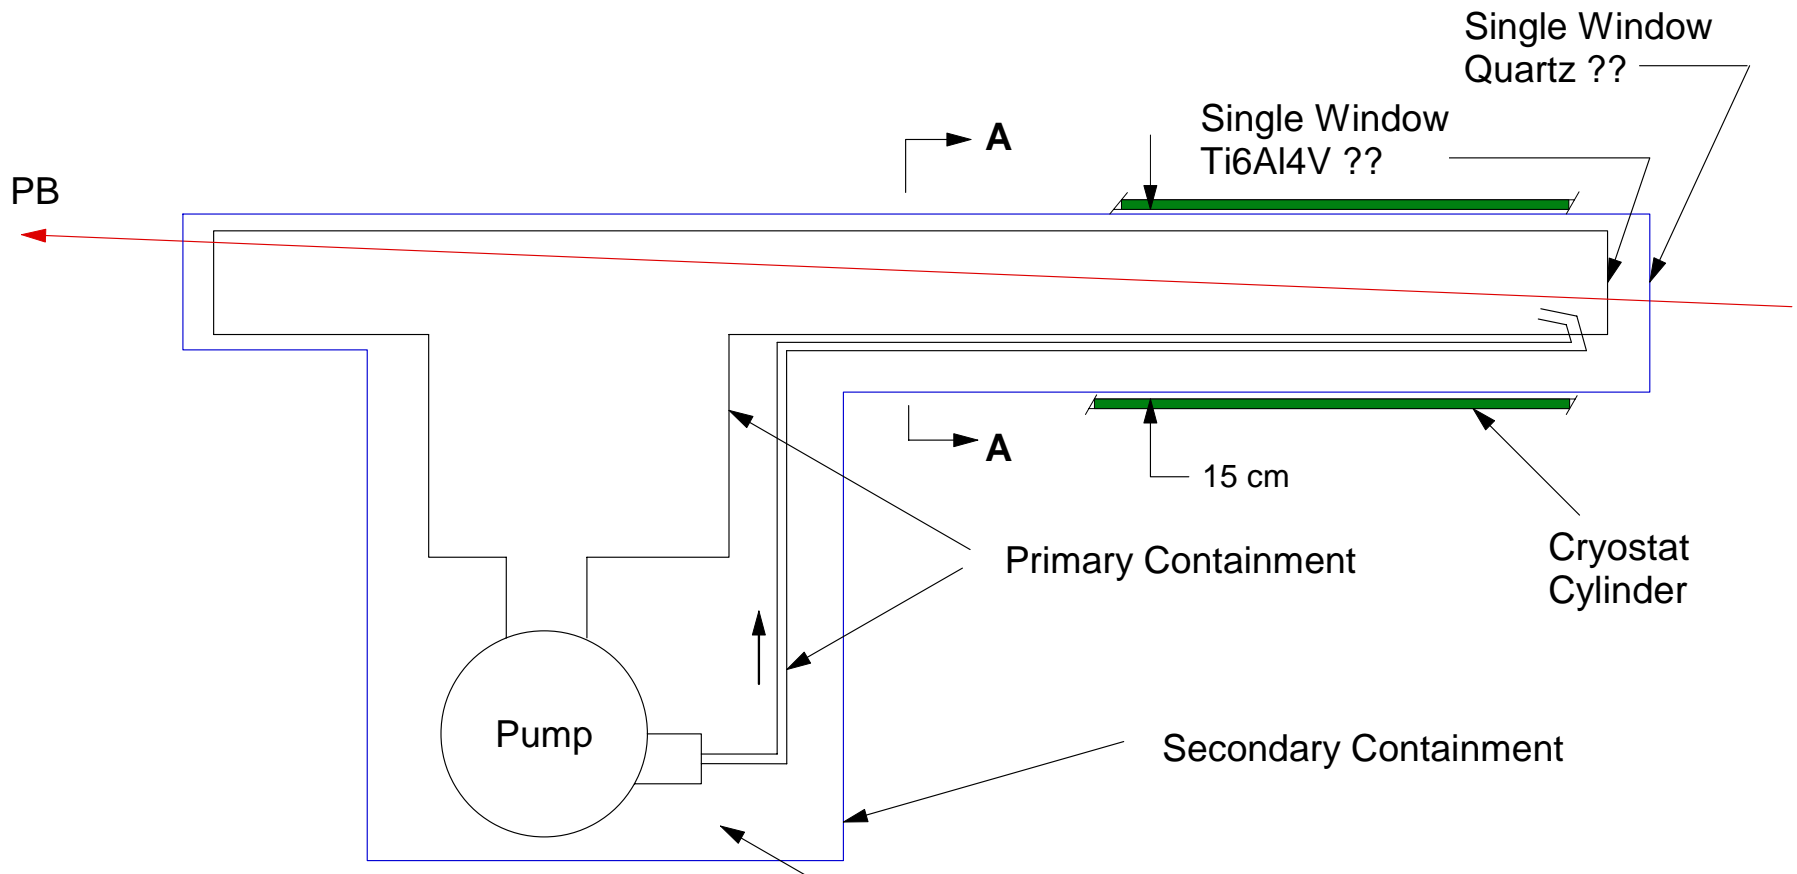 Single Window
Quartz ??
Single Window
Ti6Al4V ??
A
PB
A
15 cm
Primary Containment
Cryostat
Cylinder
Pump
Secondary Containment